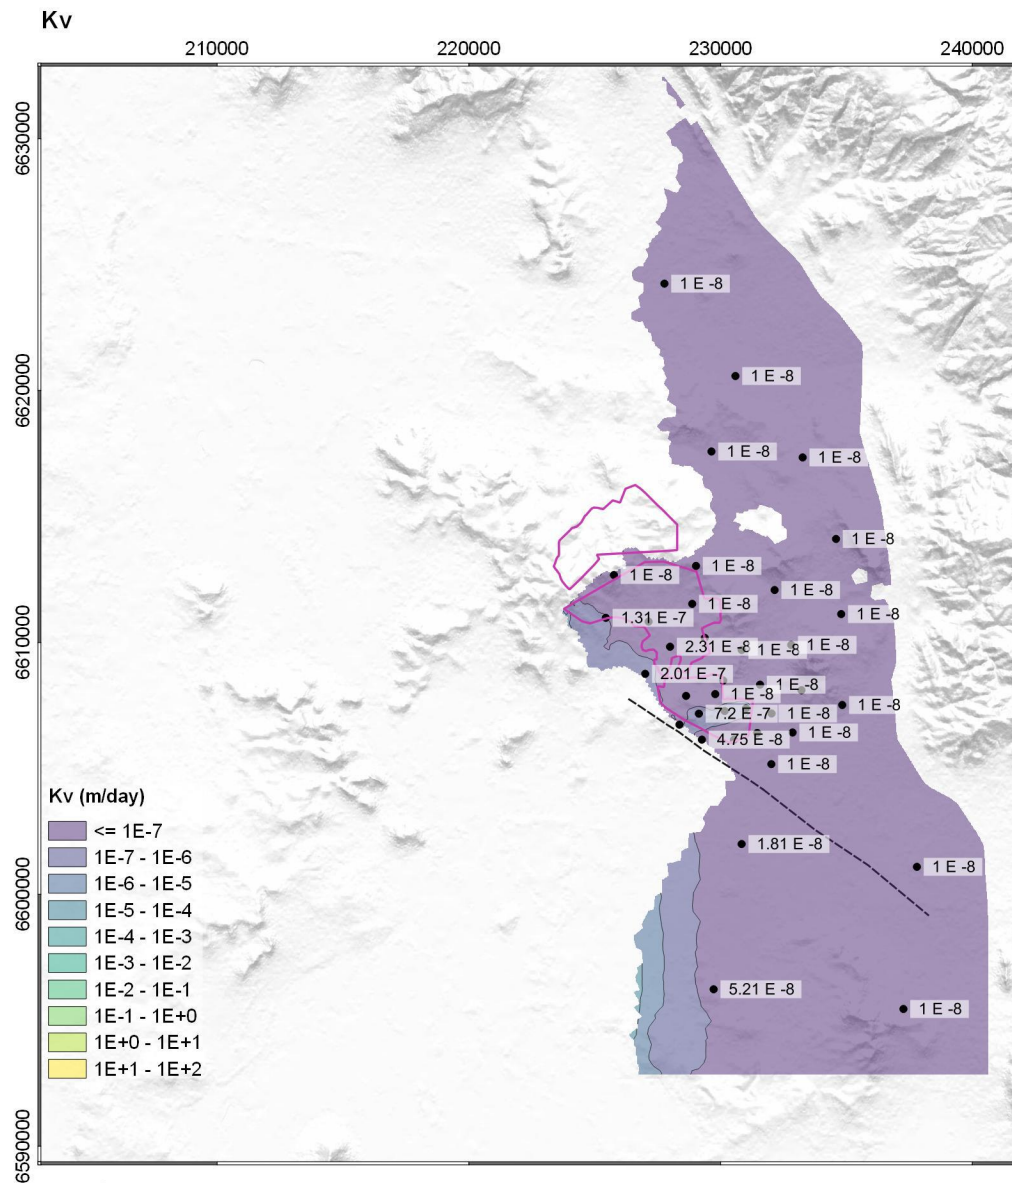 Kv
210000 220000 230000 240000
6630000
1 E -8
6620000
1 E -8
1 E -8
1 E -8
1 E -8
1 E -8
1 E -8
1 E -8
1 E -8
1.31 E -7
1 E -8
6610000
2.31 E -8
1 E -8
1 E -8
2.01 E -7
1 E -8
1 E -8
7.2 E -7
1 E -8
1 E -8
4.75 E -8
1 E -8
1 E -8
Kv (m/day)
<= 1E-7
1E-7 - 1E-6
1E-6 - 1E-5
1E-5 - 1E-4
1E-4 - 1E-3
1E-3 - 1E-2
1E-2 - 1E-1
1E-1 - 1E+0
1E+0 - 1E+1
1E+1 - 1E+2
1.81 E -8
1 E -8
6600000
5.21 E -8
1 E -8
6590000